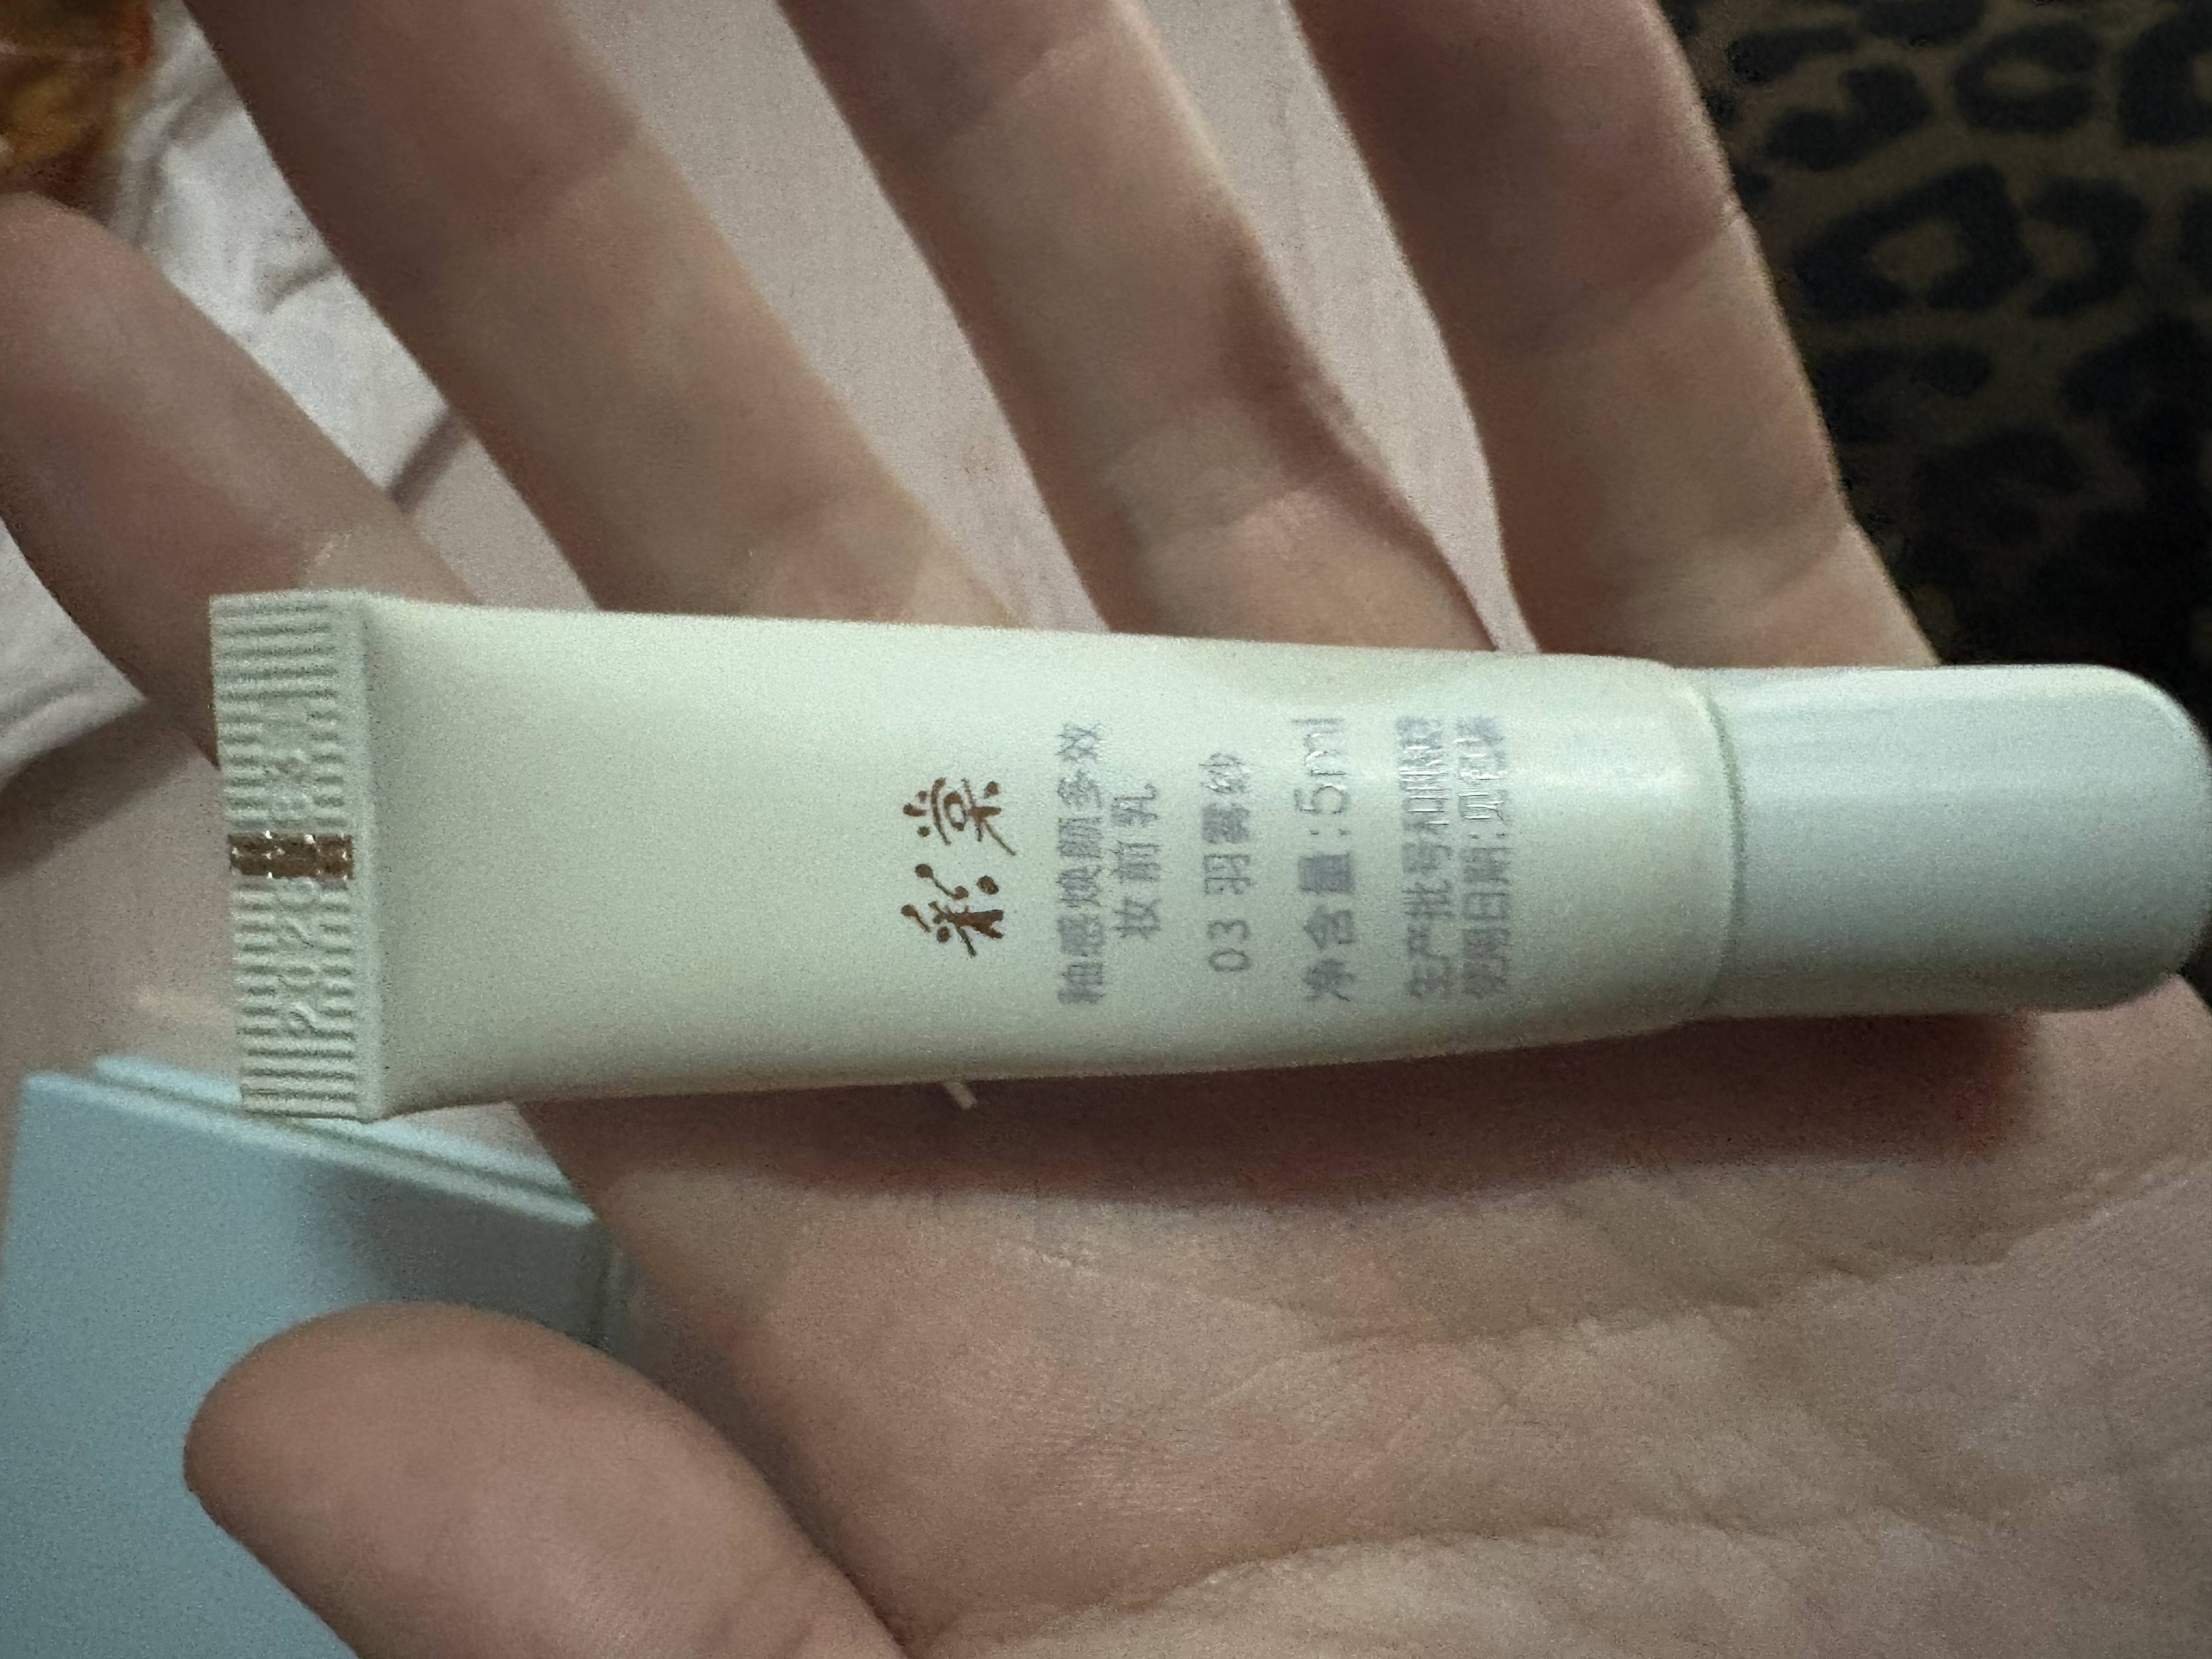 彩棠
釉感焕颜多效
妆前乳
03 羽雾纱
净含量:5ml
生产批号和限期
使用日期:见包装